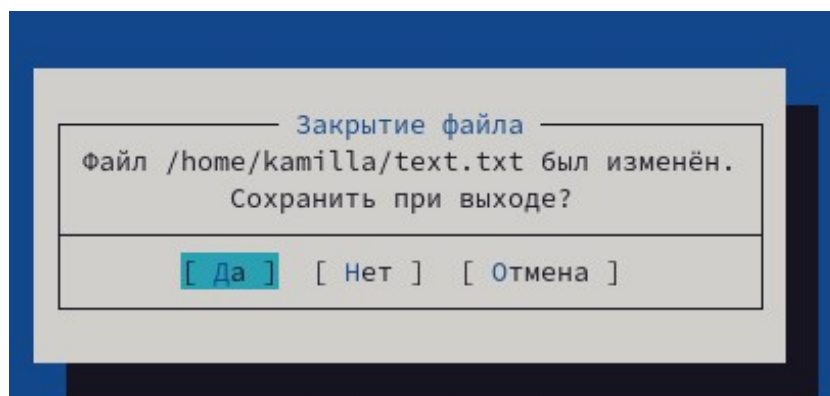 Закрытие файла
Файл /home/kamilla/text.txt был изменён.
Сохранить при выходе?
[ Да ] [ Нет ] [ Отмена ]